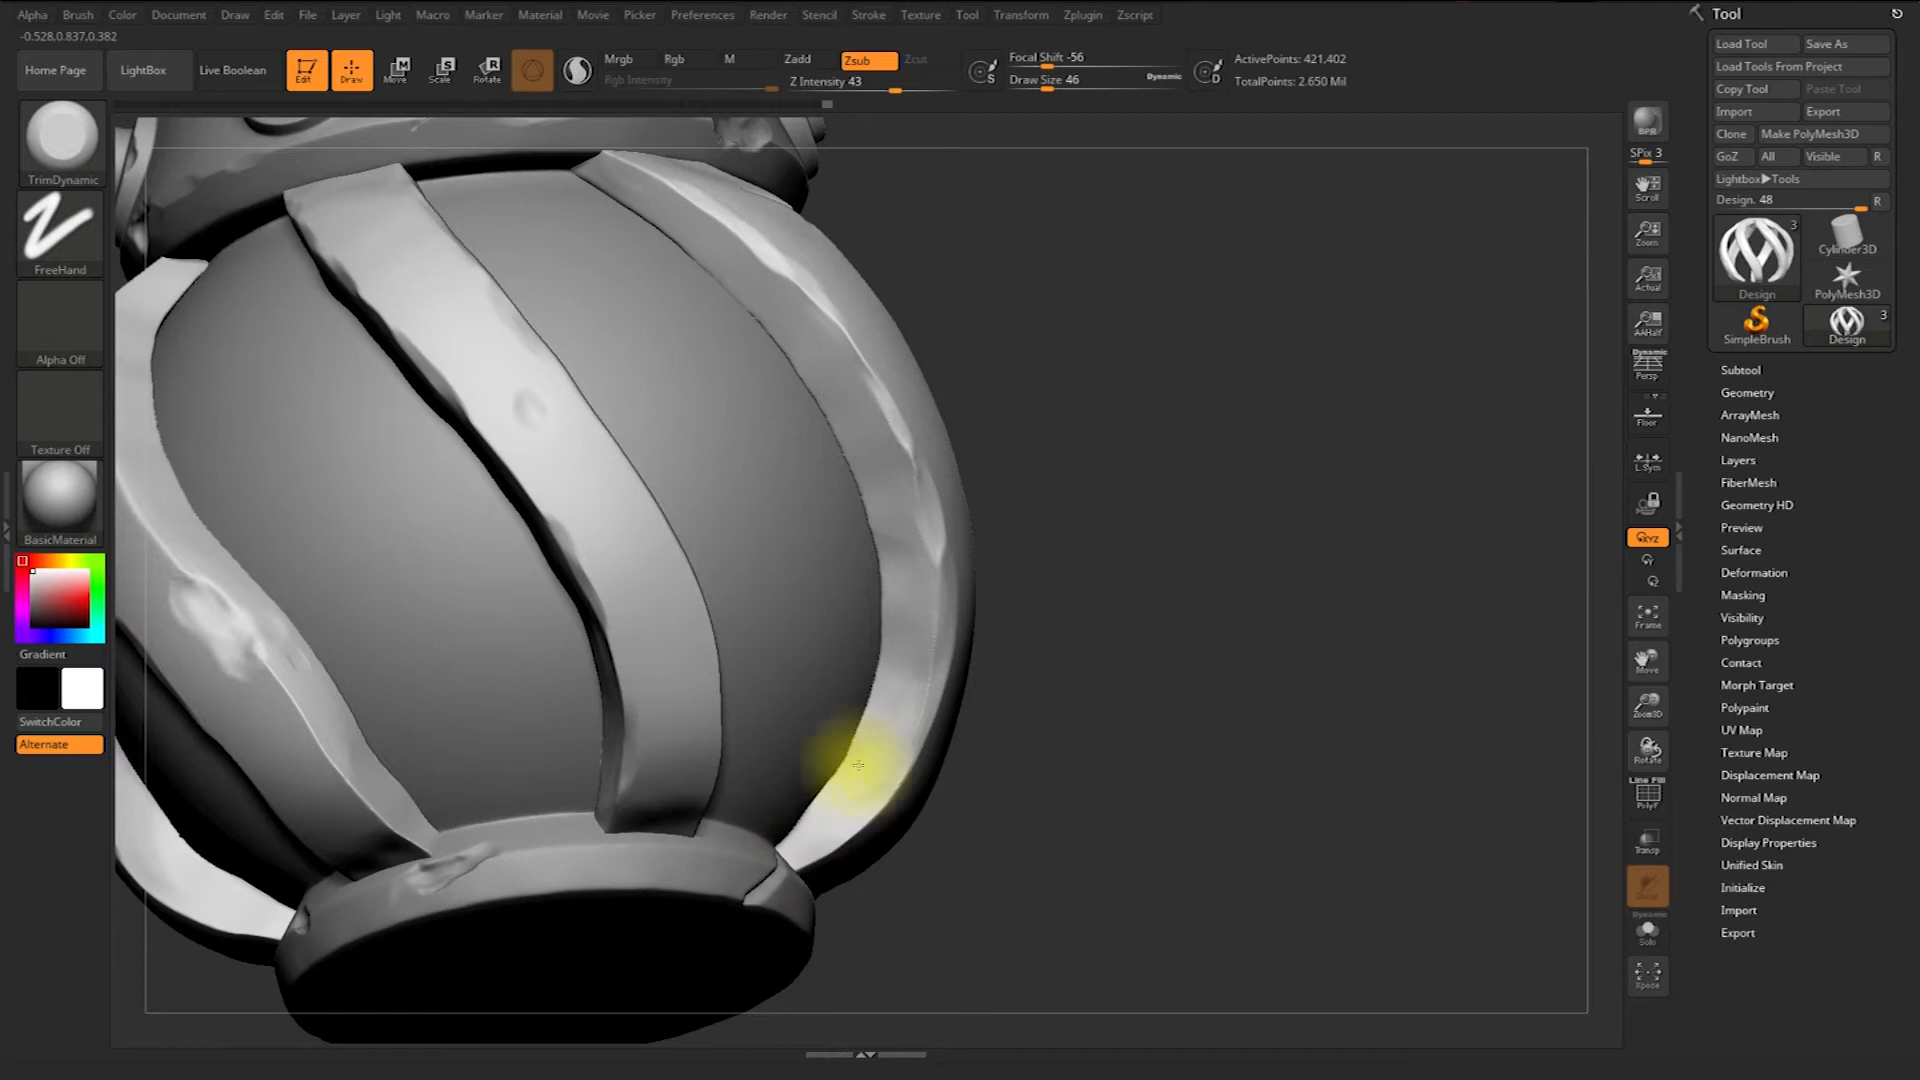 Alpha Brush Color Document Draw Edit File Layer Light Macro Marker Material Movie Picker Preferences Render Stencil Stroke Texture Tool Transform Zplugin Zscript
-0.528,0.837,0.382
Home Page LightBox Live Boolean Edit Draw Move Scale Rotate
Mrgb Rgb M Zadd Zsub Zcut
Rgb Intensity Z Intensity 43
Focal Shift -56
Draw Size 46 Dynamic
ActivePoints: 421,402
TotalPoints: 2.650 Mil
TrimDynamic
FreeHand
Alpha Off
Texture Off
BasicMaterial
Gradient
SwitchColor
Alternate
BPR
SPix 3
Scroll
Zoom
Actual
AAHalf
Dynamic
Persp
Floor
L.Sym
XYZ
Frame
Move
Zoom3D
Rotate
Line Fill
PolyF
Transp
Dynamic
Solo
Xpose
Tool
Load Tool Save As
Load Tools From Project
Copy Tool Paste Tool
Import Export
Clone Make PolyMesh3D
GoZ All Visible R
Lightbox▶Tools
Design. 48 R
3
Design
Cylinder3D
PolyMesh3D
SimpleBrush
3
Design
Subtool
Geometry
ArrayMesh
NanoMesh
Layers
FiberMesh
Geometry HD
Preview
Surface
Deformation
Masking
Visibility
Polygroups
Contact
Morph Target
Polypaint
UV Map
Texture Map
Displacement Map
Normal Map
Vector Displacement Map
Display Properties
Unified Skin
Initialize
Import
Export